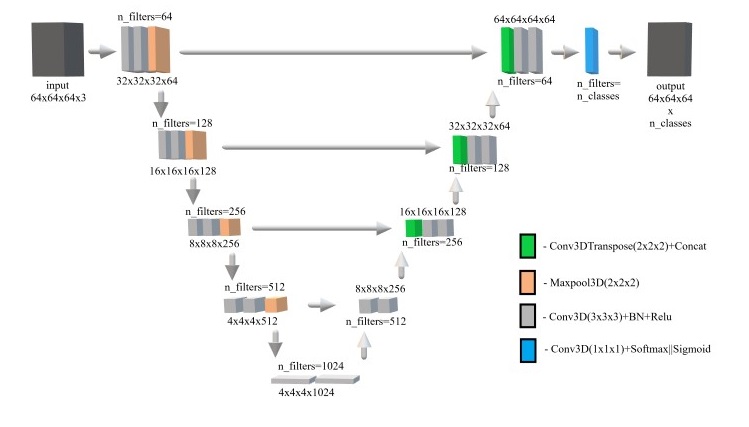 n_filters=64
64x64x64x64
input
64x64x64x3
32x32x32x64
n_filters=64
n_filters=
n_classes
output
64x64x64
x
n_classes
n_filters=128
32x32x32x64
16x16x16x128
n_filters=128
n_filters=256
16x16x16x128
8x8x8x256
n_filters=256
- Conv3DTranspose(2x2x2)+Concat
- Maxpool3D(2x2x2)
- Conv3D(3x3x3)+BN+Relu
- Conv3D(1x1x1)+Softmax||Sigmoid
n_filters=512
8x8x8x256
4x4x4x512
n_filters=512
n_filters=1024
4x4x4x1024